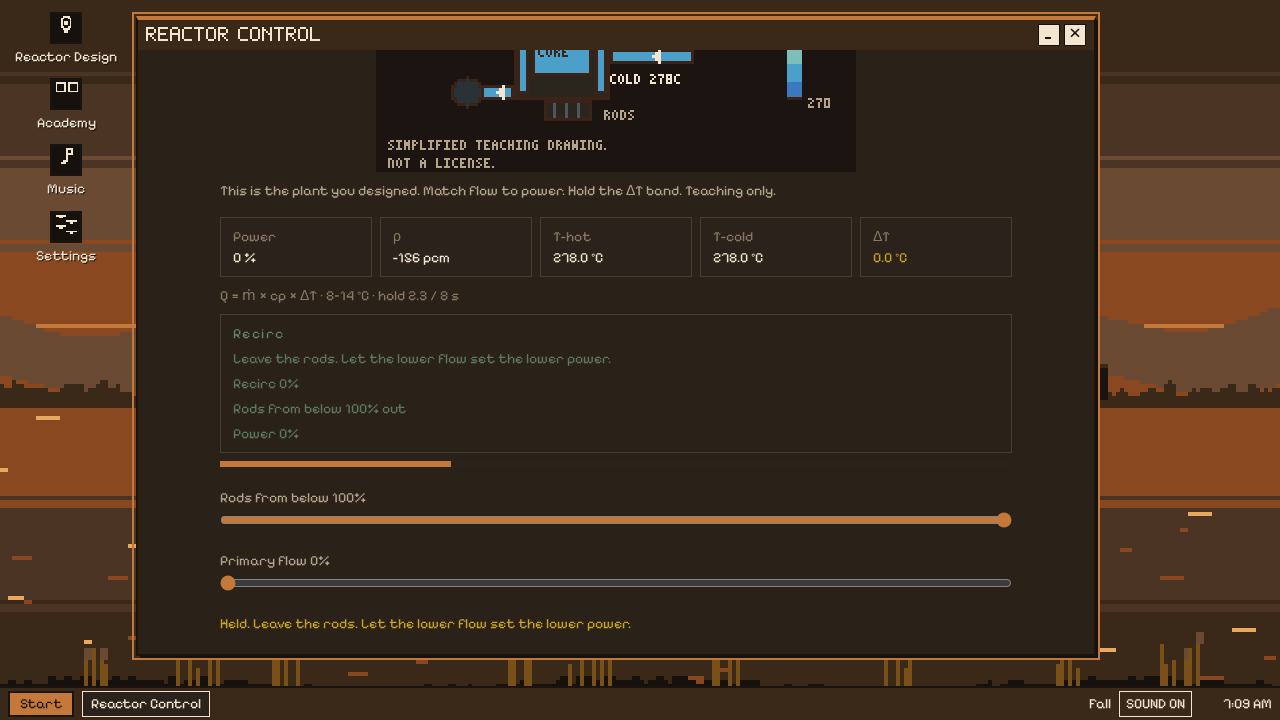 REACTOR CONTROL
Reactor Design
Academy
Music
Settings
CORE
COLD 278C
270
RODS
SIMPLIFIED TEACHING DRAWING.
NOT A LICENSE.
This is the plant you designed. Match flow to power. Hold the ΔT band. Teaching only.
Power
0 %
ρ
-186 pcm
T-hot
278.0 °C
T-cold
278.0 °C
ΔT
0.0 °C
Q = ṁ × cp × ΔT · 8-14 °C · hold 2.3 / 8 s
Recirc
Leave the rods. Let the lower flow set the lower power.
Recirc 0%
Rods from below 100% out
Power 0%
Rods from below 100%
Primary flow 0%
Held. Leave the rods. Let the lower flow set the lower power.
Start
Reactor Control
Fall
SOUND ON
7:09 AM